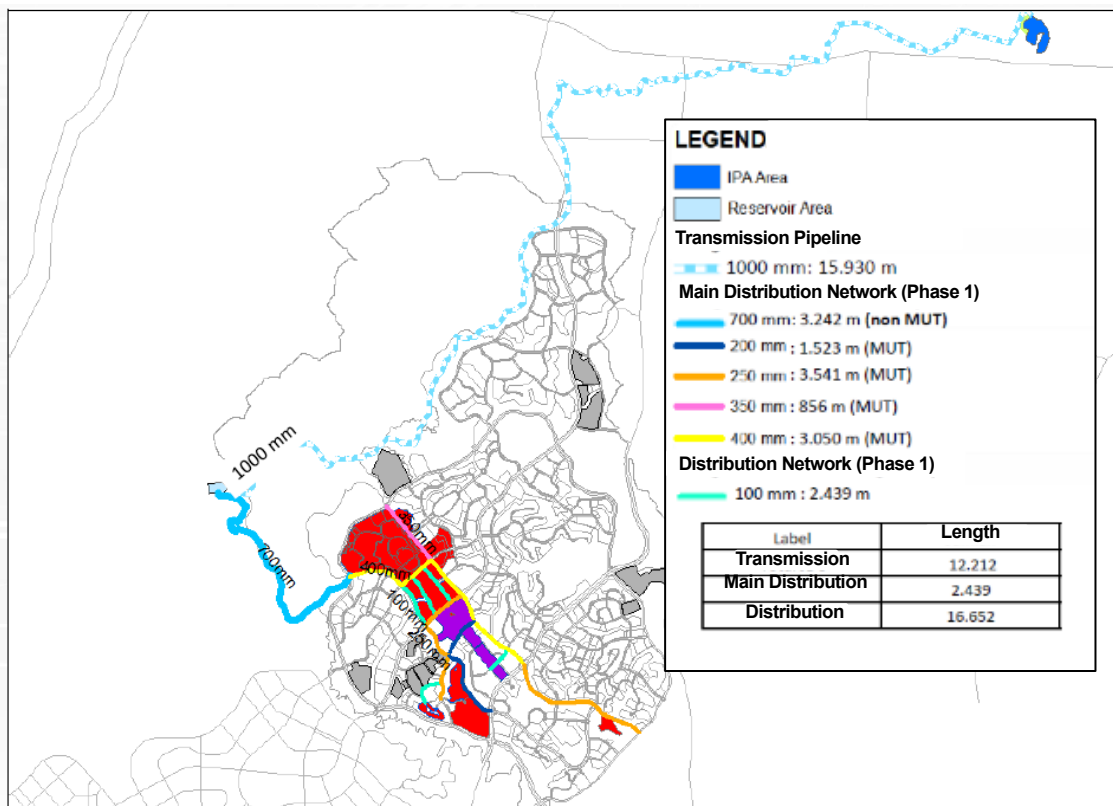 LEGEND
IPA Area
Reservoir Area
Transmission Pipeline
1000 mm: 15.930 m
Main Distribution Network (Phase 1)
700 mm: 3.242 m (non MUT)
200 mm : 1.523 m (MUT)
250 mm : 3.541 m (MUT)
350 mm : 856 m (MUT)
400 mm : 3.050 m (MUT)
Distribution Network (Phase 1)
100 mm : 2.439 m
Label Length
Transmission 12.212
Main Distribution 2.439
Distribution 16.652
1000 mm
700mm
350mm
400mm
100mm
250mm